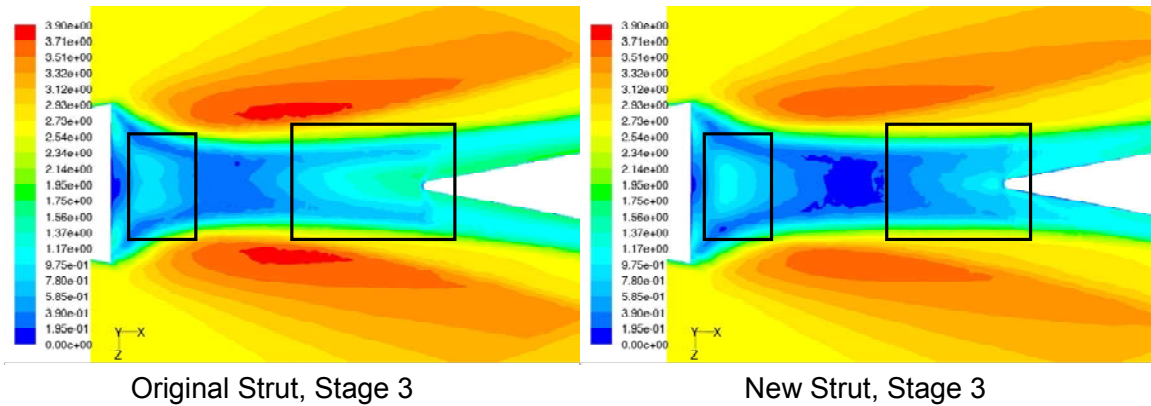 3.90e+00
3.71e+00
3.51e+00
3.32e+00
3.12e+00
2.93e+00
2.73e+00
2.54e+00
2.34e+00
2.14e+00
1.95e+00
1.75e+00
1.56e+00
1.37e+00
1.17e+00
9.75e-01
7.80e-01
5.85e-01
3.90e-01
1.95e-01
0.00e+00
Y X
Z
3.90e+00
3.71e+00
3.51e+00
3.32e+00
3.12e+00
2.93e+00
2.73e+00
2.54e+00
2.34e+00
2.14e+00
1.95e+00
1.75e+00
1.56e+00
1.37e+00
1.17e+00
9.75e-01
7.80e-01
5.85e-01
3.90e-01
1.95e-01
0.00e+00
Y X
Z
Original Strut, Stage 3
New Strut, Stage 3